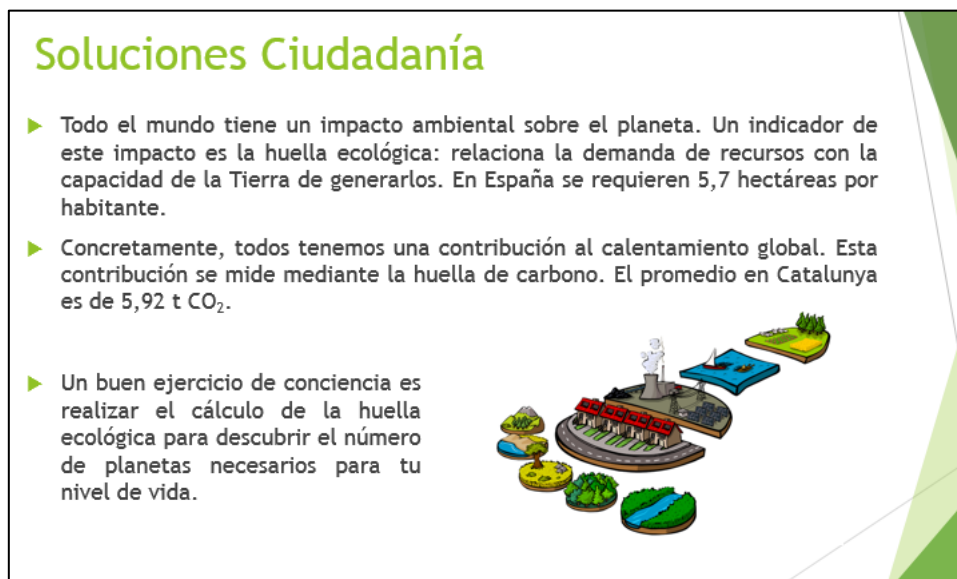 Soluciones Ciudadanía
Todo el mundo tiene un impacto ambiental sobre el planeta. Un indicador de
este impacto es la huella ecológica: relaciona la demanda de recursos con la
capacidad de la Tierra de generarlos. En España se requieren 5,7 hectáreas por
habitante.
Concretamente, todos tenemos una contribución al calentamiento global. Esta
contribución se mide mediante la huella de carbono. El promedio en Catalunya
es de 5,92 t CO₂.
Un buen ejercicio de conciencia es
realizar el cálculo de la huella
ecológica para descubrir el número
de planetas necesarios para tu
nivel de vida.